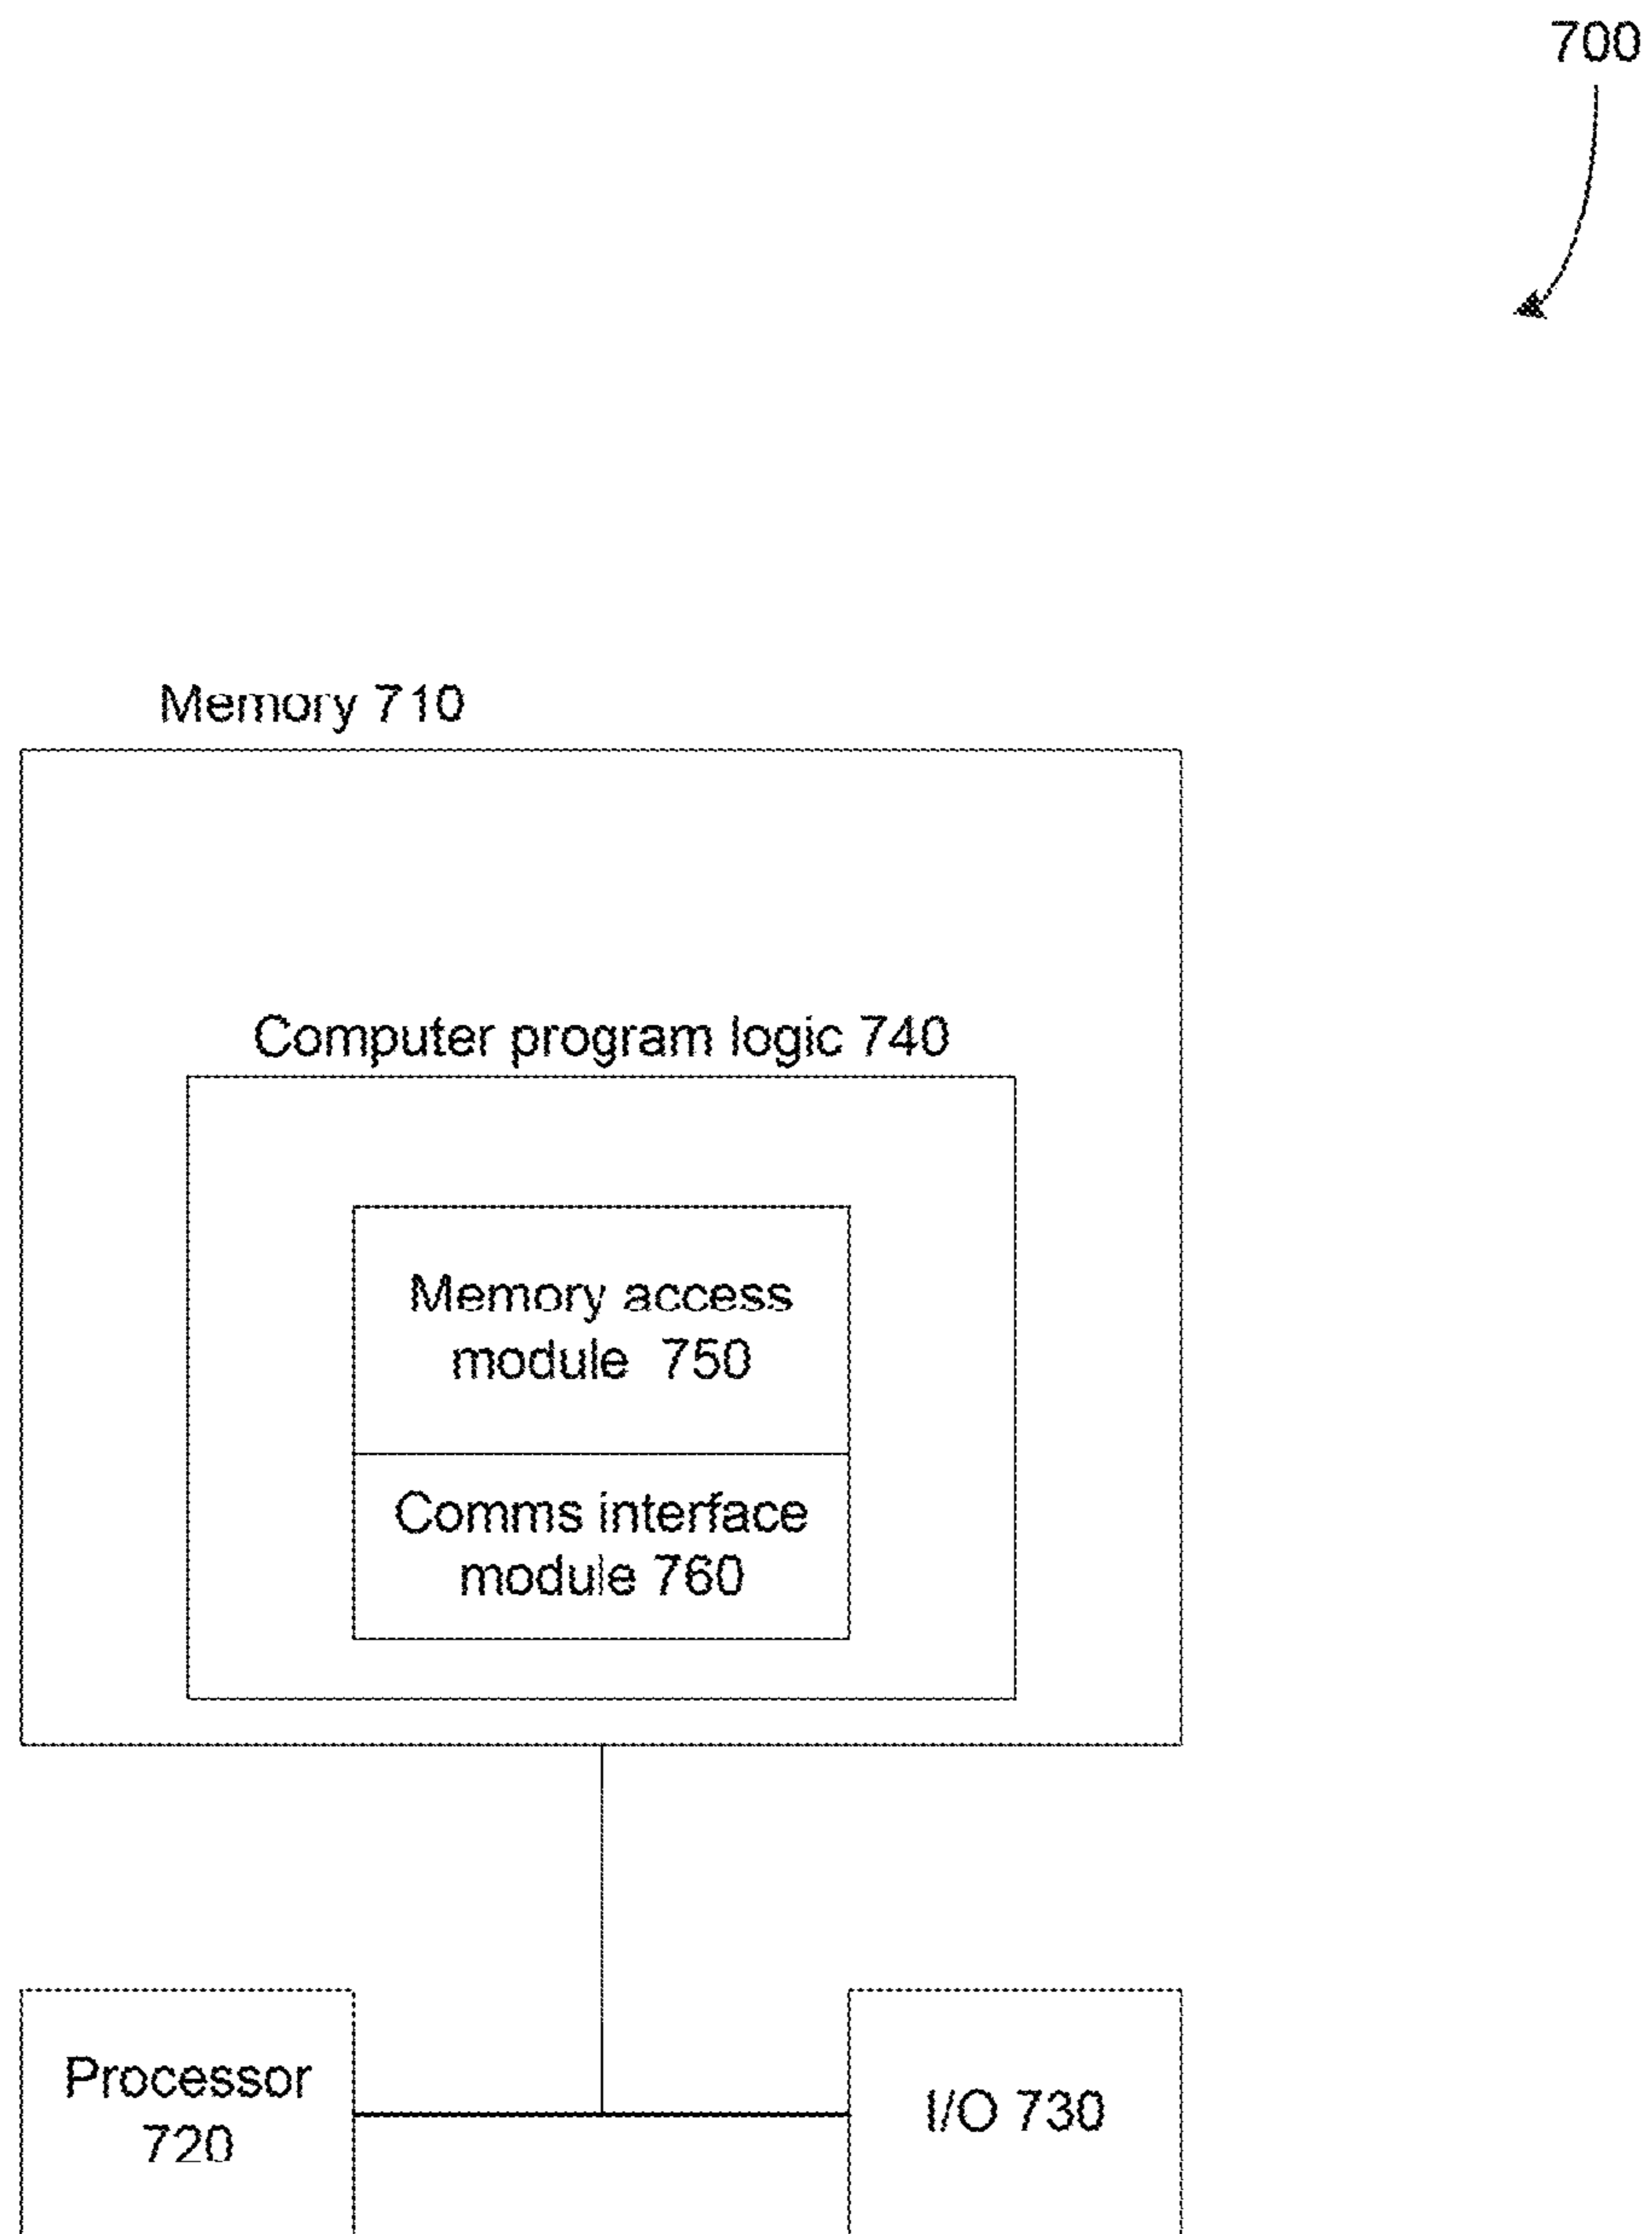 700
Memory 710
Computer program logic 740
Memory access
module 750
Comms interface
module 760
Processor
720
I/O 730